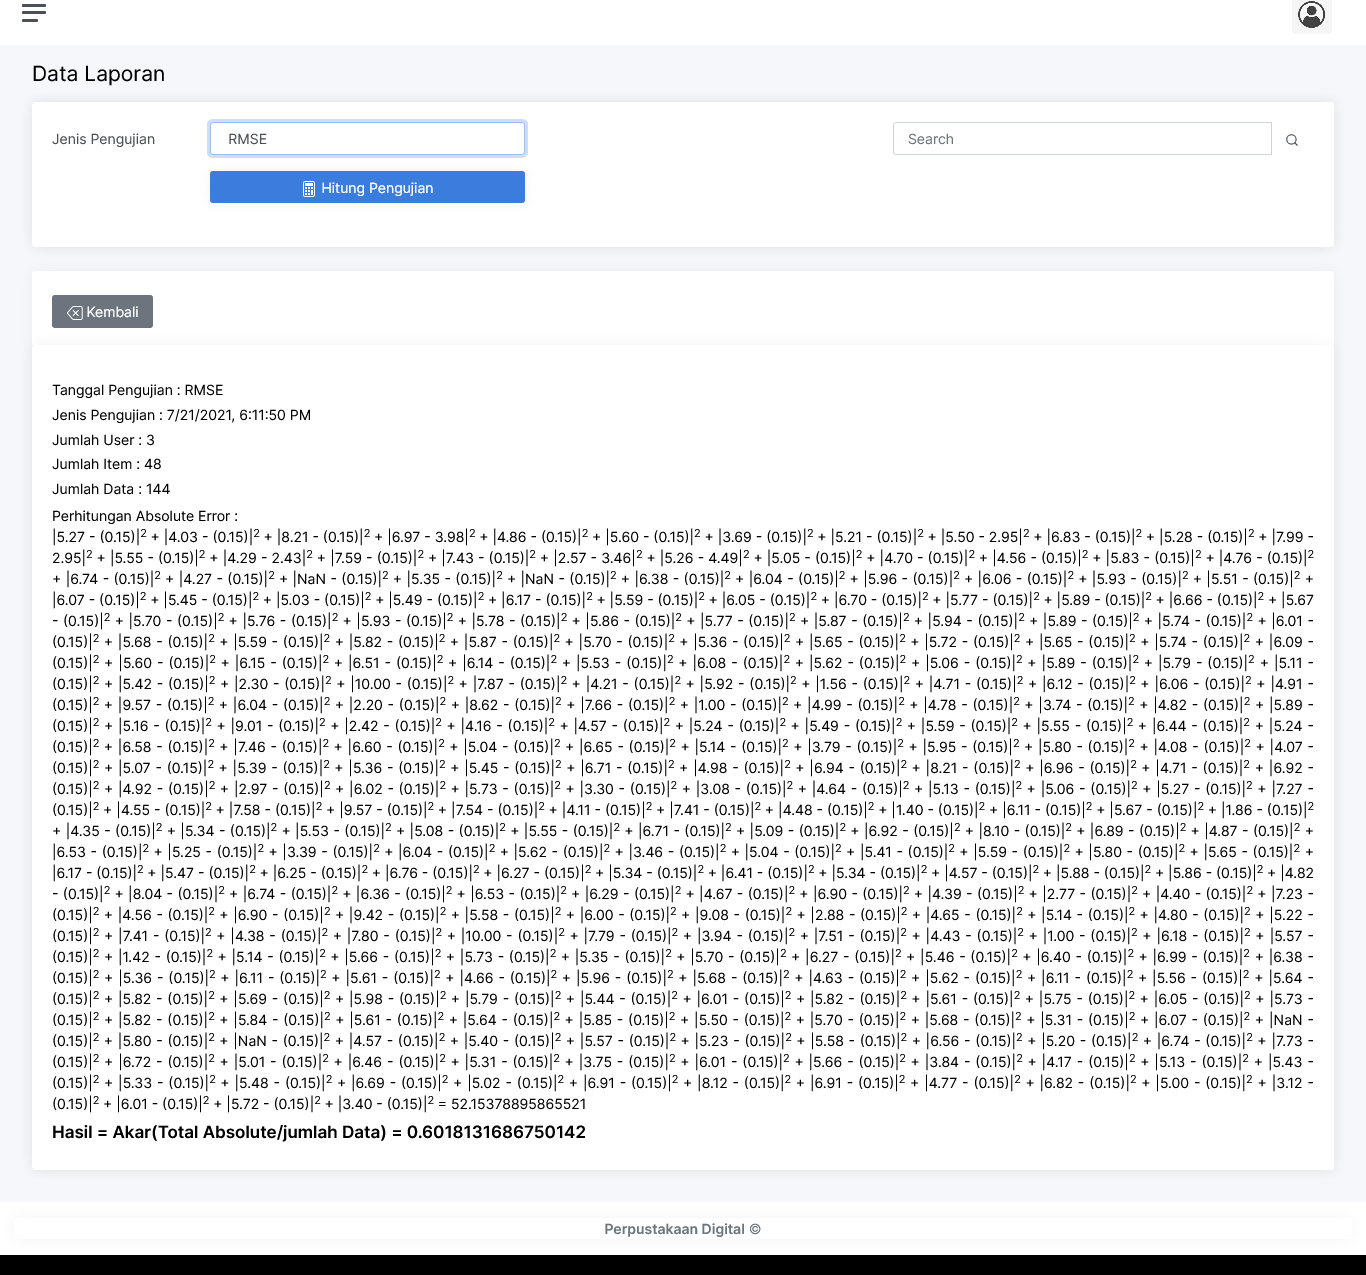 Data Laporan
Jenis Pengujian
RMSE
Search
Hitung Pengujian
Kembali
Tanggal Pengujian : RMSE
Jenis Pengujian : 7/21/2021, 6:11:50 PM
Jumlah User : 3
Jumlah Item : 48
Jumlah Data : 144
Perhitungan Absolute Error :
|5.27 - (0.15)|² + |4.03 - (0.15)|² + |8.21 - (0.15)|² + |6.97 - 3.98|² + |4.86 - (0.15)|² + |5.60 - (0.15)|² + |3.69 - (0.15)|² + |5.21 - (0.15)|² + |5.50 - 2.95|² + |6.83 - (0.15)|² + |5.28 - (0.15)|² + |7.99 -
2.95|² + |5.55 - (0.15)|² + |4.29 - 2.43|² + |7.59 - (0.15)|² + |7.43 - (0.15)|² + |2.57 - 3.46|² + |5.26 - 4.49|² + |5.05 - (0.15)|² + |4.70 - (0.15)|² + |4.56 - (0.15)|² + |5.83 - (0.15)|² + |4.76 - (0.15)|²
+ |6.74 - (0.15)|² + |4.27 - (0.15)|² + |NaN - (0.15)|² + |5.35 - (0.15)|² + |NaN - (0.15)|² + |6.38 - (0.15)|² + |6.04 - (0.15)|² + |5.96 - (0.15)|² + |6.06 - (0.15)|² + |5.93 - (0.15)|² + |5.51 - (0.15)|² +
|6.07 - (0.15)|² + |5.45 - (0.15)|² + |5.03 - (0.15)|² + |5.49 - (0.15)|² + |6.17 - (0.15)|² + |5.59 - (0.15)|² + |6.05 - (0.15)|² + |6.70 - (0.15)|² + |5.77 - (0.15)|² + |5.89 - (0.15)|² + |6.66 - (0.15)|² + |5.67
- (0.15)|² + |5.70 - (0.15)|² + |5.76 - (0.15)|² + |5.93 - (0.15)|² + |5.78 - (0.15)|² + |5.86 - (0.15)|² + |5.77 - (0.15)|² + |5.87 - (0.15)|² + |5.94 - (0.15)|² + |5.89 - (0.15)|² + |5.74 - (0.15)|² + |6.01 -
(0.15)|² + |5.68 - (0.15)|² + |5.59 - (0.15)|² + |5.82 - (0.15)|² + |5.87 - (0.15)|² + |5.70 - (0.15)|² + |5.36 - (0.15)|² + |5.65 - (0.15)|² + |5.72 - (0.15)|² + |5.65 - (0.15)|² + |5.74 - (0.15)|² + |6.09 -
(0.15)|² + |5.60 - (0.15)|² + |6.15 - (0.15)|² + |6.51 - (0.15)|² + |6.14 - (0.15)|² + |5.53 - (0.15)|² + |6.08 - (0.15)|² + |5.62 - (0.15)|² + |5.06 - (0.15)|² + |5.89 - (0.15)|² + |5.79 - (0.15)|² + |5.11 -
(0.15)|² + |5.42 - (0.15)|² + |2.30 - (0.15)|² + |10.00 - (0.15)|² + |7.87 - (0.15)|² + |4.21 - (0.15)|² + |5.92 - (0.15)|² + |1.56 - (0.15)|² + |4.71 - (0.15)|² + |6.12 - (0.15)|² + |6.06 - (0.15)|² + |4.91 -
(0.15)|² + |9.57 - (0.15)|² + |6.04 - (0.15)|² + |2.20 - (0.15)|² + |8.62 - (0.15)|² + |7.66 - (0.15)|² + |1.00 - (0.15)|² + |4.99 - (0.15)|² + |4.78 - (0.15)|² + |3.74 - (0.15)|² + |4.82 - (0.15)|² + |5.89 -
(0.15)|² + |5.16 - (0.15)|² + |9.01 - (0.15)|² + |2.42 - (0.15)|² + |4.16 - (0.15)|² + |4.57 - (0.15)|² + |5.24 - (0.15)|² + |5.49 - (0.15)|² + |5.59 - (0.15)|² + |5.55 - (0.15)|² + |6.44 - (0.15)|² + |5.24 -
(0.15)|² + |6.58 - (0.15)|² + |7.46 - (0.15)|² + |6.60 - (0.15)|² + |5.04 - (0.15)|² + |6.65 - (0.15)|² + |5.14 - (0.15)|² + |3.79 - (0.15)|² + |5.95 - (0.15)|² + |5.80 - (0.15)|² + |4.08 - (0.15)|² + |4.07 -
(0.15)|² + |5.07 - (0.15)|² + |5.39 - (0.15)|² + |5.36 - (0.15)|² + |5.45 - (0.15)|² + |6.71 - (0.15)|² + |4.98 - (0.15)|² + |6.94 - (0.15)|² + |8.21 - (0.15)|² + |6.96 - (0.15)|² + |4.71 - (0.15)|² + |6.92 -
(0.15)|² + |4.92 - (0.15)|² + |2.97 - (0.15)|² + |6.02 - (0.15)|² + |5.73 - (0.15)|² + |3.30 - (0.15)|² + |3.08 - (0.15)|² + |4.64 - (0.15)|² + |5.13 - (0.15)|² + |5.06 - (0.15)|² + |5.27 - (0.15)|² + |7.27 -
(0.15)|² + |4.55 - (0.15)|² + |7.58 - (0.15)|² + |9.57 - (0.15)|² + |7.54 - (0.15)|² + |4.11 - (0.15)|² + |7.41 - (0.15)|² + |4.48 - (0.15)|² + |1.40 - (0.15)|² + |6.11 - (0.15)|² + |5.67 - (0.15)|² + |1.86 - (0.15)|²
+ |4.35 - (0.15)|² + |5.34 - (0.15)|² + |5.53 - (0.15)|² + |5.08 - (0.15)|² + |5.55 - (0.15)|² + |6.71 - (0.15)|² + |5.09 - (0.15)|² + |6.92 - (0.15)|² + |8.10 - (0.15)|² + |6.89 - (0.15)|² + |4.87 - (0.15)|² +
|6.53 - (0.15)|² + |5.25 - (0.15)|² + |3.39 - (0.15)|² + |6.04 - (0.15)|² + |5.62 - (0.15)|² + |3.46 - (0.15)|² + |5.04 - (0.15)|² + |5.41 - (0.15)|² + |5.59 - (0.15)|² + |5.80 - (0.15)|² + |5.65 - (0.15)|² +
|6.17 - (0.15)|² + |5.47 - (0.15)|² + |6.25 - (0.15)|² + |6.76 - (0.15)|² + |6.27 - (0.15)|² + |5.34 - (0.15)|² + |6.41 - (0.15)|² + |5.34 - (0.15)|² + |4.57 - (0.15)|² + |5.88 - (0.15)|² + |5.86 - (0.15)|² + |4.82
- (0.15)|² + |8.04 - (0.15)|² + |6.74 - (0.15)|² + |6.36 - (0.15)|² + |6.53 - (0.15)|² + |6.29 - (0.15)|² + |4.67 - (0.15)|² + |6.90 - (0.15)|² + |4.39 - (0.15)|² + |2.77 - (0.15)|² + |4.40 - (0.15)|² + |7.23 -
(0.15)|² + |4.56 - (0.15)|² + |6.90 - (0.15)|² + |9.42 - (0.15)|² + |5.58 - (0.15)|² + |6.00 - (0.15)|² + |9.08 - (0.15)|² + |2.88 - (0.15)|² + |4.65 - (0.15)|² + |5.14 - (0.15)|² + |4.80 - (0.15)|² + |5.22 -
(0.15)|² + |7.41 - (0.15)|² + |4.38 - (0.15)|² + |7.80 - (0.15)|² + |10.00 - (0.15)|² + |7.79 - (0.15)|² + |3.94 - (0.15)|² + |7.51 - (0.15)|² + |4.43 - (0.15)|² + |1.00 - (0.15)|² + |6.18 - (0.15)|² + |5.57 -
(0.15)|² + |1.42 - (0.15)|² + |5.14 - (0.15)|² + |5.66 - (0.15)|² + |5.73 - (0.15)|² + |5.35 - (0.15)|² + |5.70 - (0.15)|² + |6.27 - (0.15)|² + |5.46 - (0.15)|² + |6.40 - (0.15)|² + |6.99 - (0.15)|² + |6.38 -
(0.15)|² + |5.36 - (0.15)|² + |6.11 - (0.15)|² + |5.61 - (0.15)|² + |4.66 - (0.15)|² + |5.96 - (0.15)|² + |5.68 - (0.15)|² + |4.63 - (0.15)|² + |5.62 - (0.15)|² + |6.11 - (0.15)|² + |5.56 - (0.15)|² + |5.64 -
(0.15)|² + |5.82 - (0.15)|² + |5.69 - (0.15)|² + |5.98 - (0.15)|² + |5.79 - (0.15)|² + |5.44 - (0.15)|² + |6.01 - (0.15)|² + |5.82 - (0.15)|² + |5.61 - (0.15)|² + |5.75 - (0.15)|² + |6.05 - (0.15)|² + |5.73 -
(0.15)|² + |5.82 - (0.15)|² + |5.84 - (0.15)|² + |5.61 - (0.15)|² + |5.64 - (0.15)|² + |5.85 - (0.15)|² + |5.50 - (0.15)|² + |5.70 - (0.15)|² + |5.68 - (0.15)|² + |5.31 - (0.15)|² + |6.07 - (0.15)|² + |NaN -
(0.15)|² + |5.80 - (0.15)|² + |NaN - (0.15)|² + |4.57 - (0.15)|² + |5.40 - (0.15)|² + |5.57 - (0.15)|² + |5.23 - (0.15)|² + |5.58 - (0.15)|² + |6.56 - (0.15)|² + |5.20 - (0.15)|² + |6.74 - (0.15)|² + |7.73 -
(0.15)|² + |6.72 - (0.15)|² + |5.01 - (0.15)|² + |6.46 - (0.15)|² + |5.31 - (0.15)|² + |3.75 - (0.15)|² + |6.01 - (0.15)|² + |5.66 - (0.15)|² + |3.84 - (0.15)|² + |4.17 - (0.15)|² + |5.13 - (0.15)|² + |5.43 -
(0.15)|² + |5.33 - (0.15)|² + |5.48 - (0.15)|² + |6.69 - (0.15)|² + |5.02 - (0.15)|² + |6.91 - (0.15)|² + |8.12 - (0.15)|² + |6.91 - (0.15)|² + |4.77 - (0.15)|² + |6.82 - (0.15)|² + |5.00 - (0.15)|² + |3.12 -
(0.15)|² + |6.01 - (0.15)|² + |5.72 - (0.15)|² + |3.40 - (0.15)|² = 52.15378895865521
Hasil = Akar(Total Absolute/jumlah Data) = 0.6018131686750142
Perpustakaan Digital ©